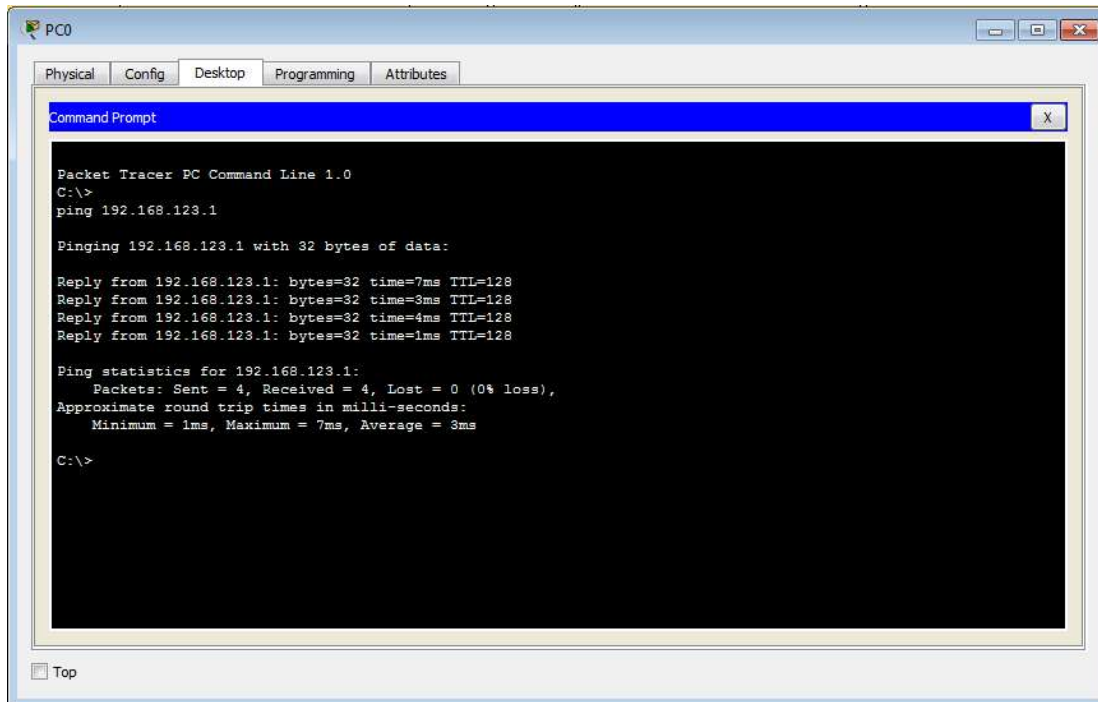 PC0
Physical Config Desktop Programming Attributes
Command Prompt X
Packet Tracer PC Command Line 1.0
C:\>
ping 192.168.123.1
Pinging 192.168.123.1 with 32 bytes of data:
Reply from 192.168.123.1: bytes=32 time=7ms TTL=128
Reply from 192.168.123.1: bytes=32 time=3ms TTL=128
Reply from 192.168.123.1: bytes=32 time=4ms TTL=128
Reply from 192.168.123.1: bytes=32 time=1ms TTL=128
Ping statistics for 192.168.123.1:
Packets: Sent = 4, Received = 4, Lost = 0 (0% loss),
Approximate round trip times in milli-seconds:
Minimum = 1ms, Maximum = 7ms, Average = 3ms
C:\>
Top